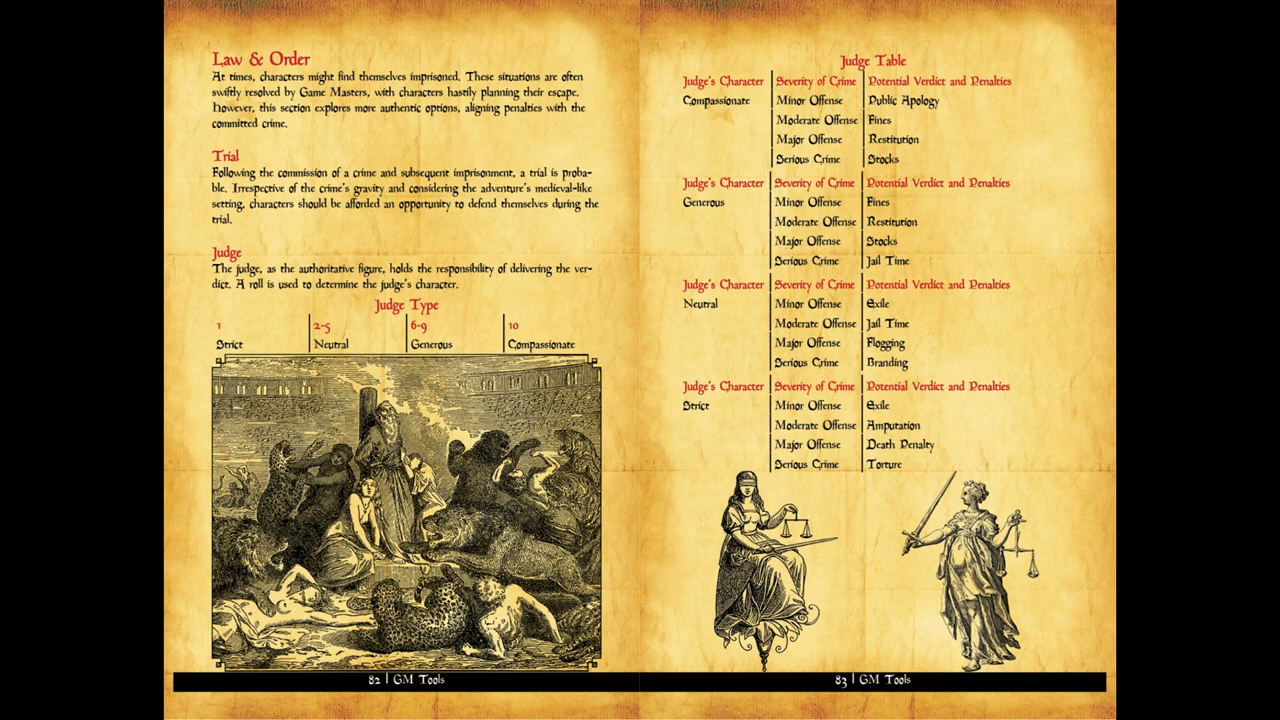 Law & Order
At times, characters might find themselves imprisoned. These situations are often
swiftly resolved by Game Masters, with characters hastily planning their escape.
However, this section explores more authentic options, aligning penalties with the
committed crime.
Trial
Following the commission of a crime and subsequent imprisonment, a trial is proba-
ble. Irrespective of the crime's gravity and considering the adventure's medieval-like
setting, characters should be afforded an opportunity to defend themselves during the
trial.
Judge
The judge, as the authoritative figure, holds the responsibility of delivering the ver-
dict. A roll is used to determine the judge's character.
Judge Type
1 2-5 6-9 10
Strict Neutral Generous Compassionate
82 | GM Tools
Judge Table
Judge's Character Severity of Crime Potential Verdict and Penalties
Compassionate Minor Offense Public Apology
Moderate Offense Fines
Major Offense Restitution
Serious Crime Stocks
Judge's Character Severity of Crime Potential Verdict and Penalties
Generous Minor Offense Fines
Moderate Offense Restitution
Major Offense Stocks
Serious Crime Jail Time
Judge's Character Severity of Crime Potential Verdict and Penalties
Neutral Minor Offense Exile
Moderate Offense Jail Time
Major Offense Flogging
Serious Crime Branding
Judge's Character Severity of Crime Potential Verdict and Penalties
Strict Minor Offense Exile
Moderate Offense Amputation
Major Offense Death Penalty
Serious Crime Torture
83 | GM Tools